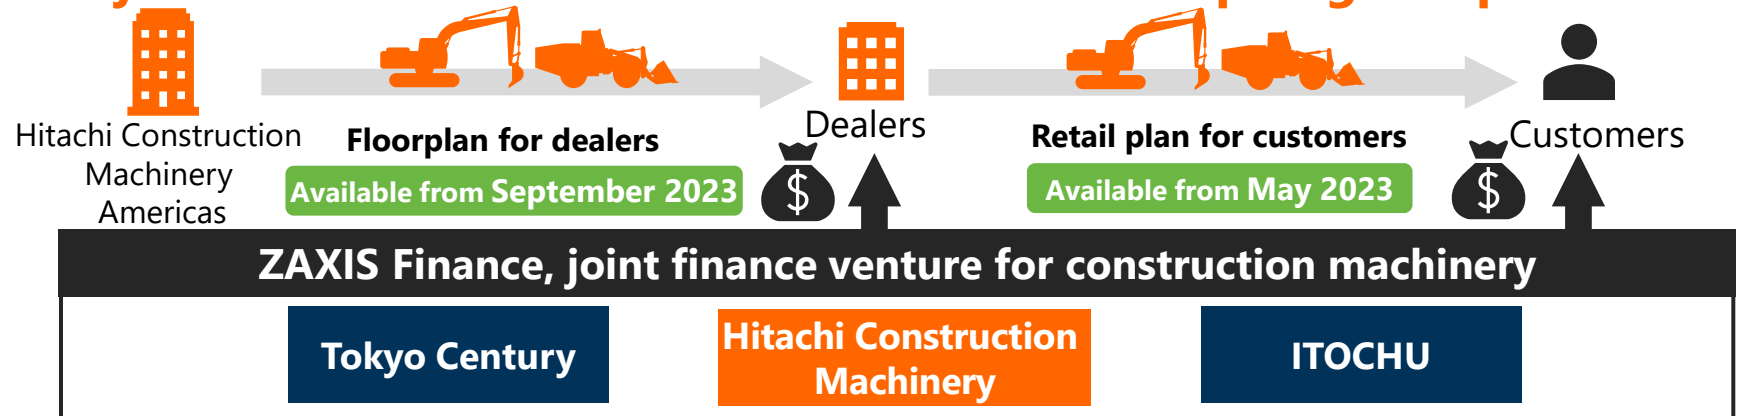 Hitachi Construction
Machinery
Americas
Floorplan for dealers
Available from September 2023
Dealers
$
Retail plan for customers
Available from May 2023
Customers
$
ZAXIS Finance, joint finance venture for construction machinery
Tokyo Century
Hitachi Construction
Machinery
ITOCHU